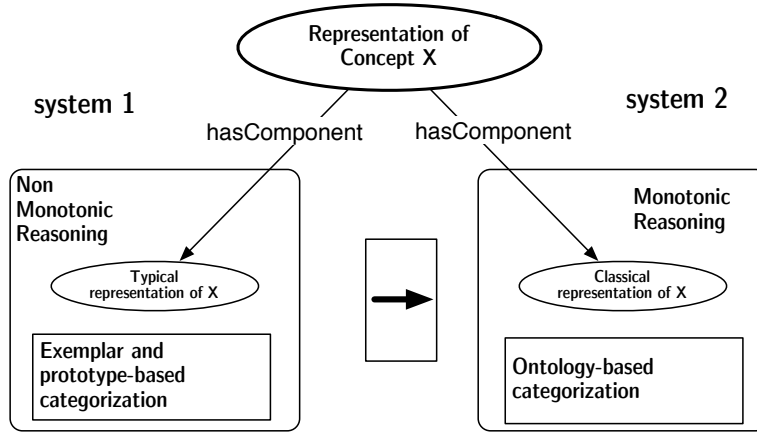 Representation of
Concept X
system 1
system 2
hasComponent
hasComponent
Non
Monotonic
Reasoning
Monotonic
Reasoning
Typical
representation of X
Classical
representation of X
Exemplar and
prototype-based
categorization
Ontology-based
categorization